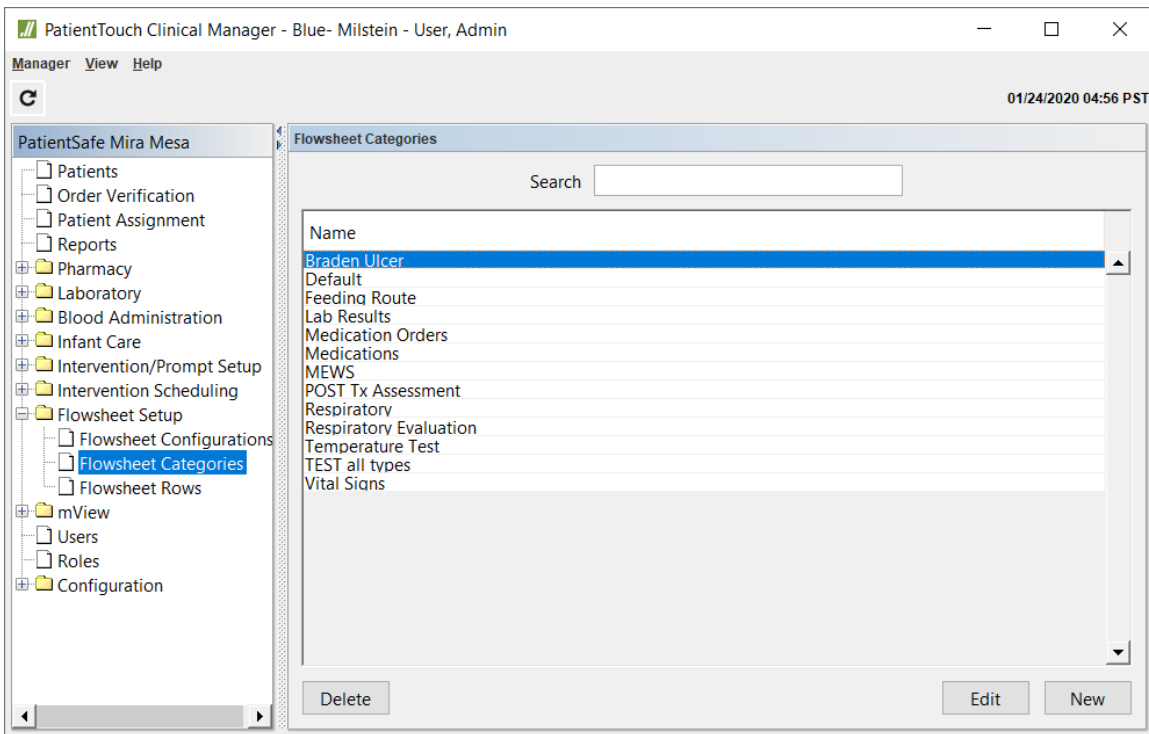 PatientTouch Clinical Manager - Blue- Milstein - User, Admin
Manager View Help
01/24/2020 04:56 PST
PatientSafe Mira Mesa
Patients
Order Verification
Patient Assignment
Reports
Pharmacy
Laboratory
Blood Administration
Infant Care
Intervention/Prompt Setup
Intervention Scheduling
Flowsheet Setup
Flowsheet Configurations
Flowsheet Categories
Flowsheet Rows
mView
Users
Roles
Configuration
Flowsheet Categories
Search
Name
Braden Ulcer
Default
Feeding Route
Lab Results
Medication Orders
Medications
MEWS
POST Tx Assessment
Respiratory
Respiratory Evaluation
Temperature Test
TEST all types
Vital Signs
Delete
Edit
New